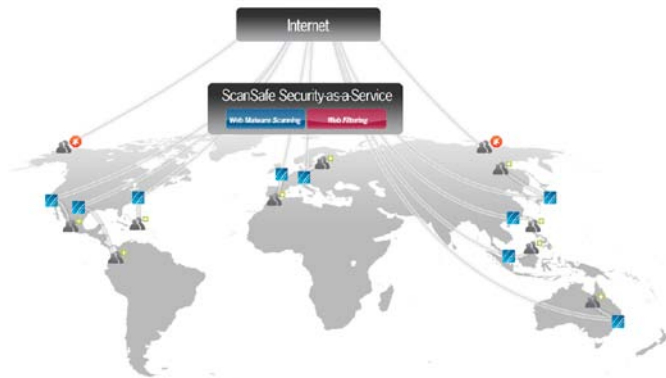 Internet
ScanSafe Security-as-a-Service
Web Malware Scanning
Web Filtering